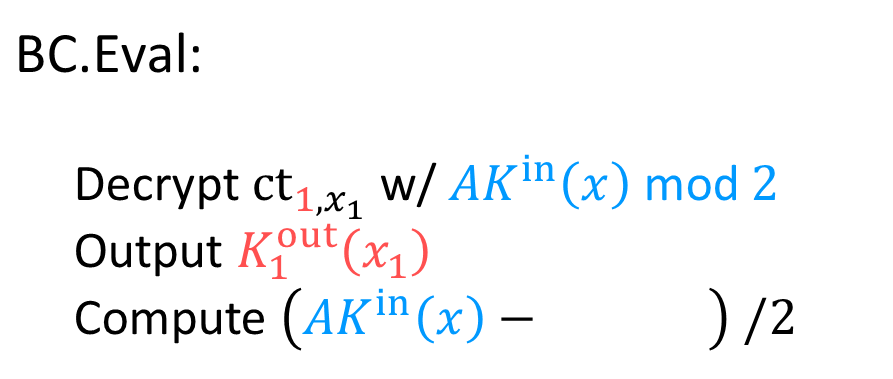 BC.Eval:
Decrypt ct₁,ₓ₁ w/ AKⁱⁿ(x) mod 2
Output K₁ᵒᵘᵗ(x₁)
Compute (AKⁱⁿ(x) − )/2